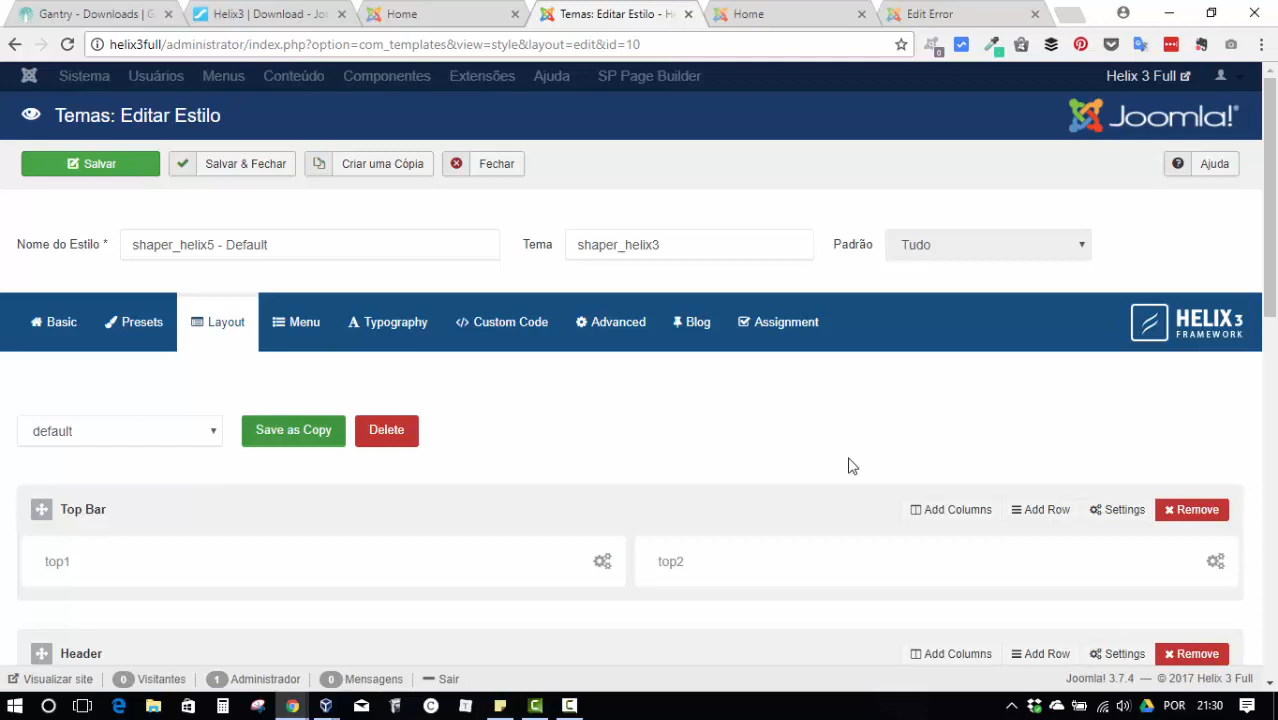 Gantry - Downloads | G
Helix3 | Download - Joo
Home
Temas: Editar Estilo - H
Home
Edit Error
helix3full/administrator/index.php?option=com_templates&view=style&layout=edit&id=10
Sistema Usuários Menus Conteúdo Componentes Extensões Ajuda SP Page Builder Helix 3 Full
Temas: Editar Estilo
Joomla!®
Salvar Salvar & Fechar Criar uma Cópia Fechar Ajuda
Nome do Estilo * shaper_helix5 - Default Tema shaper_helix3 Padrão Tudo
Basic Presets Layout Menu Typography Custom Code Advanced Blog Assignment
HELIX 3
FRAMEWORK
default Save as Copy Delete
Top Bar Add Columns Add Row Settings Remove
top1 top2
Header Add Columns Add Row Settings Remove
Visualizar site 0 Visitantes 1 Administrador 0 Mensagens Sair Joomla! 3.7.4 — © 2017 Helix 3 Full
POR 21:30